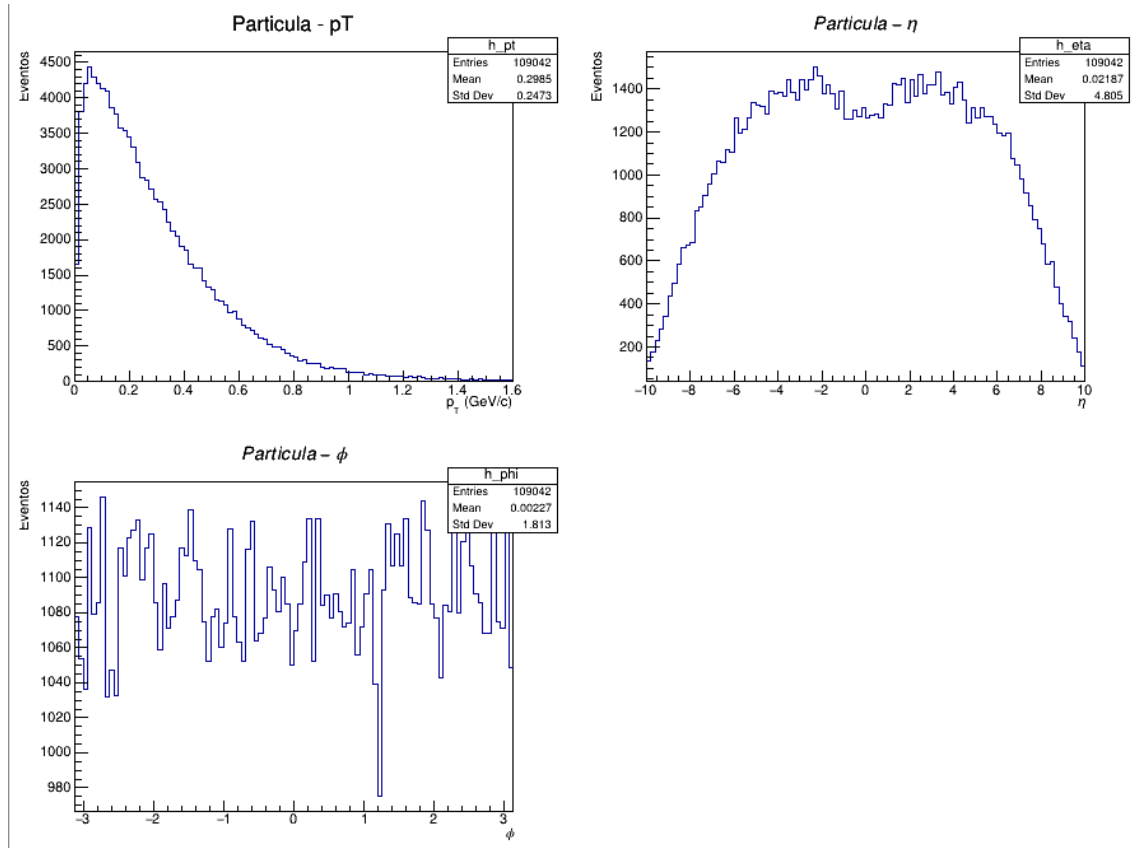 Particula - pT
Eventos
h_pt
Entries 109042
Mean 0.2985
Std Dev 0.2473
4500
4000
3500
3000
2500
2000
1500
1000
500
0
0 0.2 0.4 0.6 0.8 1 1.2 1.4 1.6
p_T (GeV/c)
Particula – η
Eventos
h_eta
Entries 109042
Mean 0.02187
Std Dev 4.805
1400
1200
1000
800
600
400
200
−10 −8 −6 −4 −2 0 2 4 6 8 10
η
Particula – ϕ
Eventos
h_phi
Entries 109042
Mean 0.00227
Std Dev 1.813
1140
1120
1100
1080
1060
1040
1020
1000
980
−3 −2 −1 0 1 2 3
ϕ